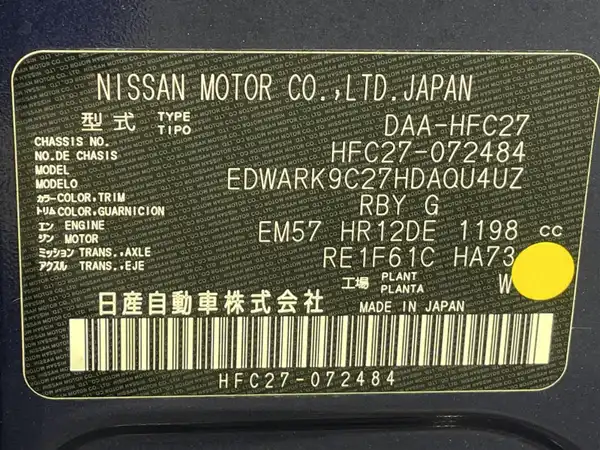 NISSAN MOTOR CO.,LTD.JAPAN
型式 TYPE TIPO DAA-HFC27
CHASSIS NO. NO.DE CHASIS HFC27-072484
MODEL MODELO EDWARK9C27HDAQU4UZ
カラー COLOR,TRIM トリム COLOR,GUARNICION RBY G
エンジン ENGINE MOTOR EM57 HR12DE 1198 cc
ミッション TRANS.,AXLE アクスル TRANS.,EJE RE1F61C HA73
工場 PLANT PLANTA W
日産自動車株式会社 MADE IN JAPAN
HFC27-072484